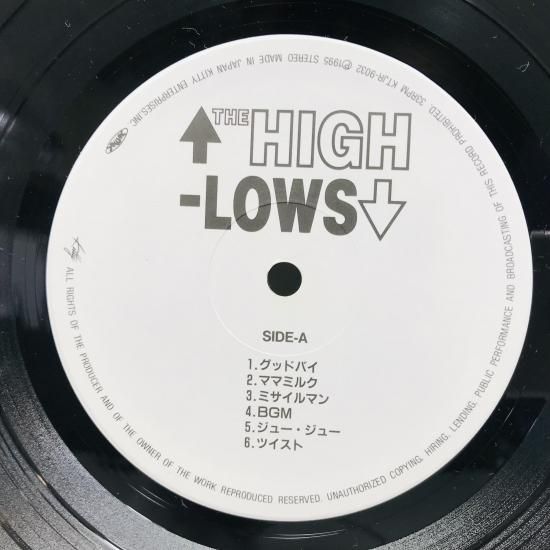 ↑THE HIGH
-LOWS↓
SIDE-A
1.グッドバイ
2.ママミルク
3.ミサイルマン
4.BGM
5.ジュー・ジュー
6.ツイスト
ALL RIGHTS OF THE PRODUCER AND OF THE OWNER OF THE WORK REPRODUCED RESERVED. UNAUTHORIZED COPYING, HIRING, LENDING, PUBLIC PERFORMANCE AND BROADCASTING OF THIS RECORD PROHIBITED 33RPM KTJR-9032 ℗1995 STEREO MADE IN JAPAN KITTY ENTERPRISES,INC.